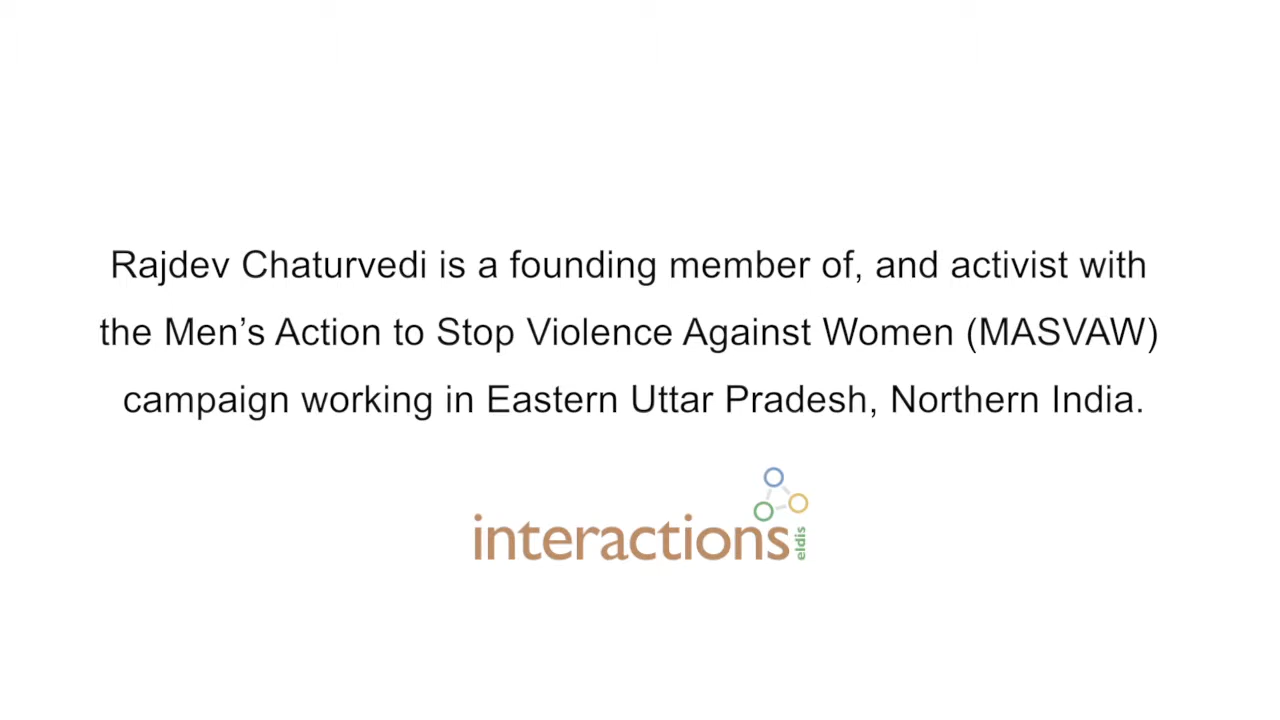 Rajdev Chaturvedi is a founding member of, and activist with
the Men’s Action to Stop Violence Against Women (MASVAW)
campaign working in Eastern Uttar Pradesh, Northern India.
interactions
eldis